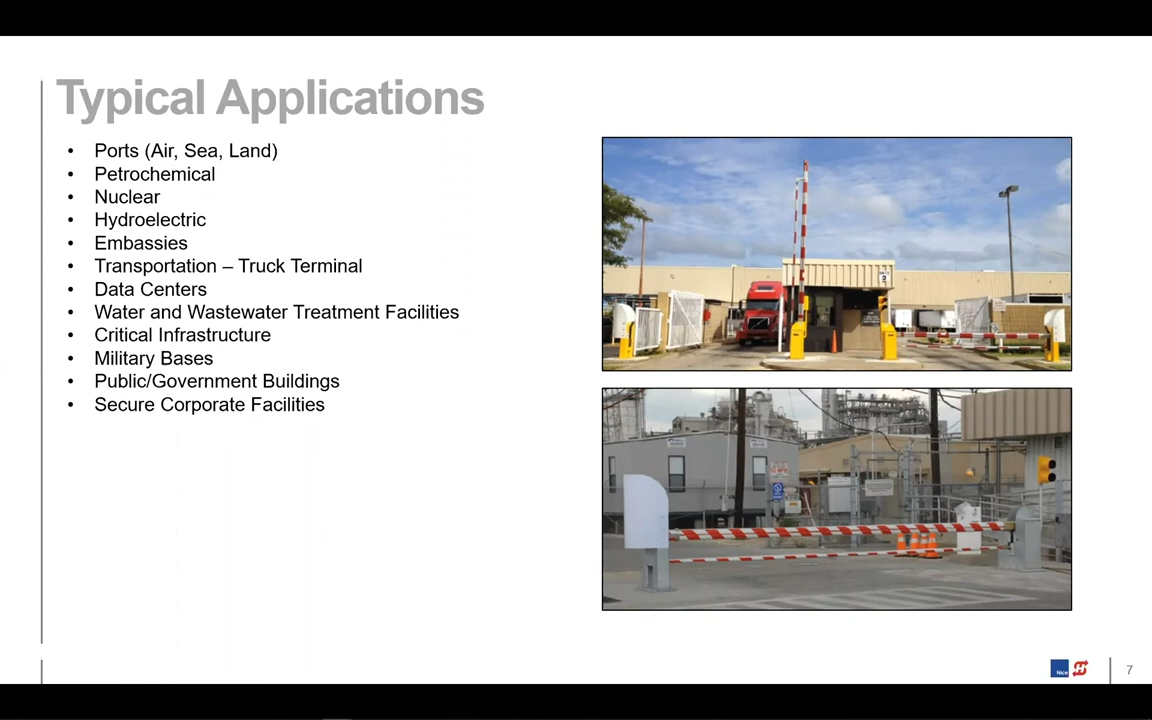 Typical Applications
• Ports (Air, Sea, Land)
• Petrochemical
• Nuclear
• Hydroelectric
• Embassies
• Transportation – Truck Terminal
• Data Centers
• Water and Wastewater Treatment Facilities
• Critical Infrastructure
• Military Bases
• Public/Government Buildings
• Secure Corporate Facilities
Nice
7